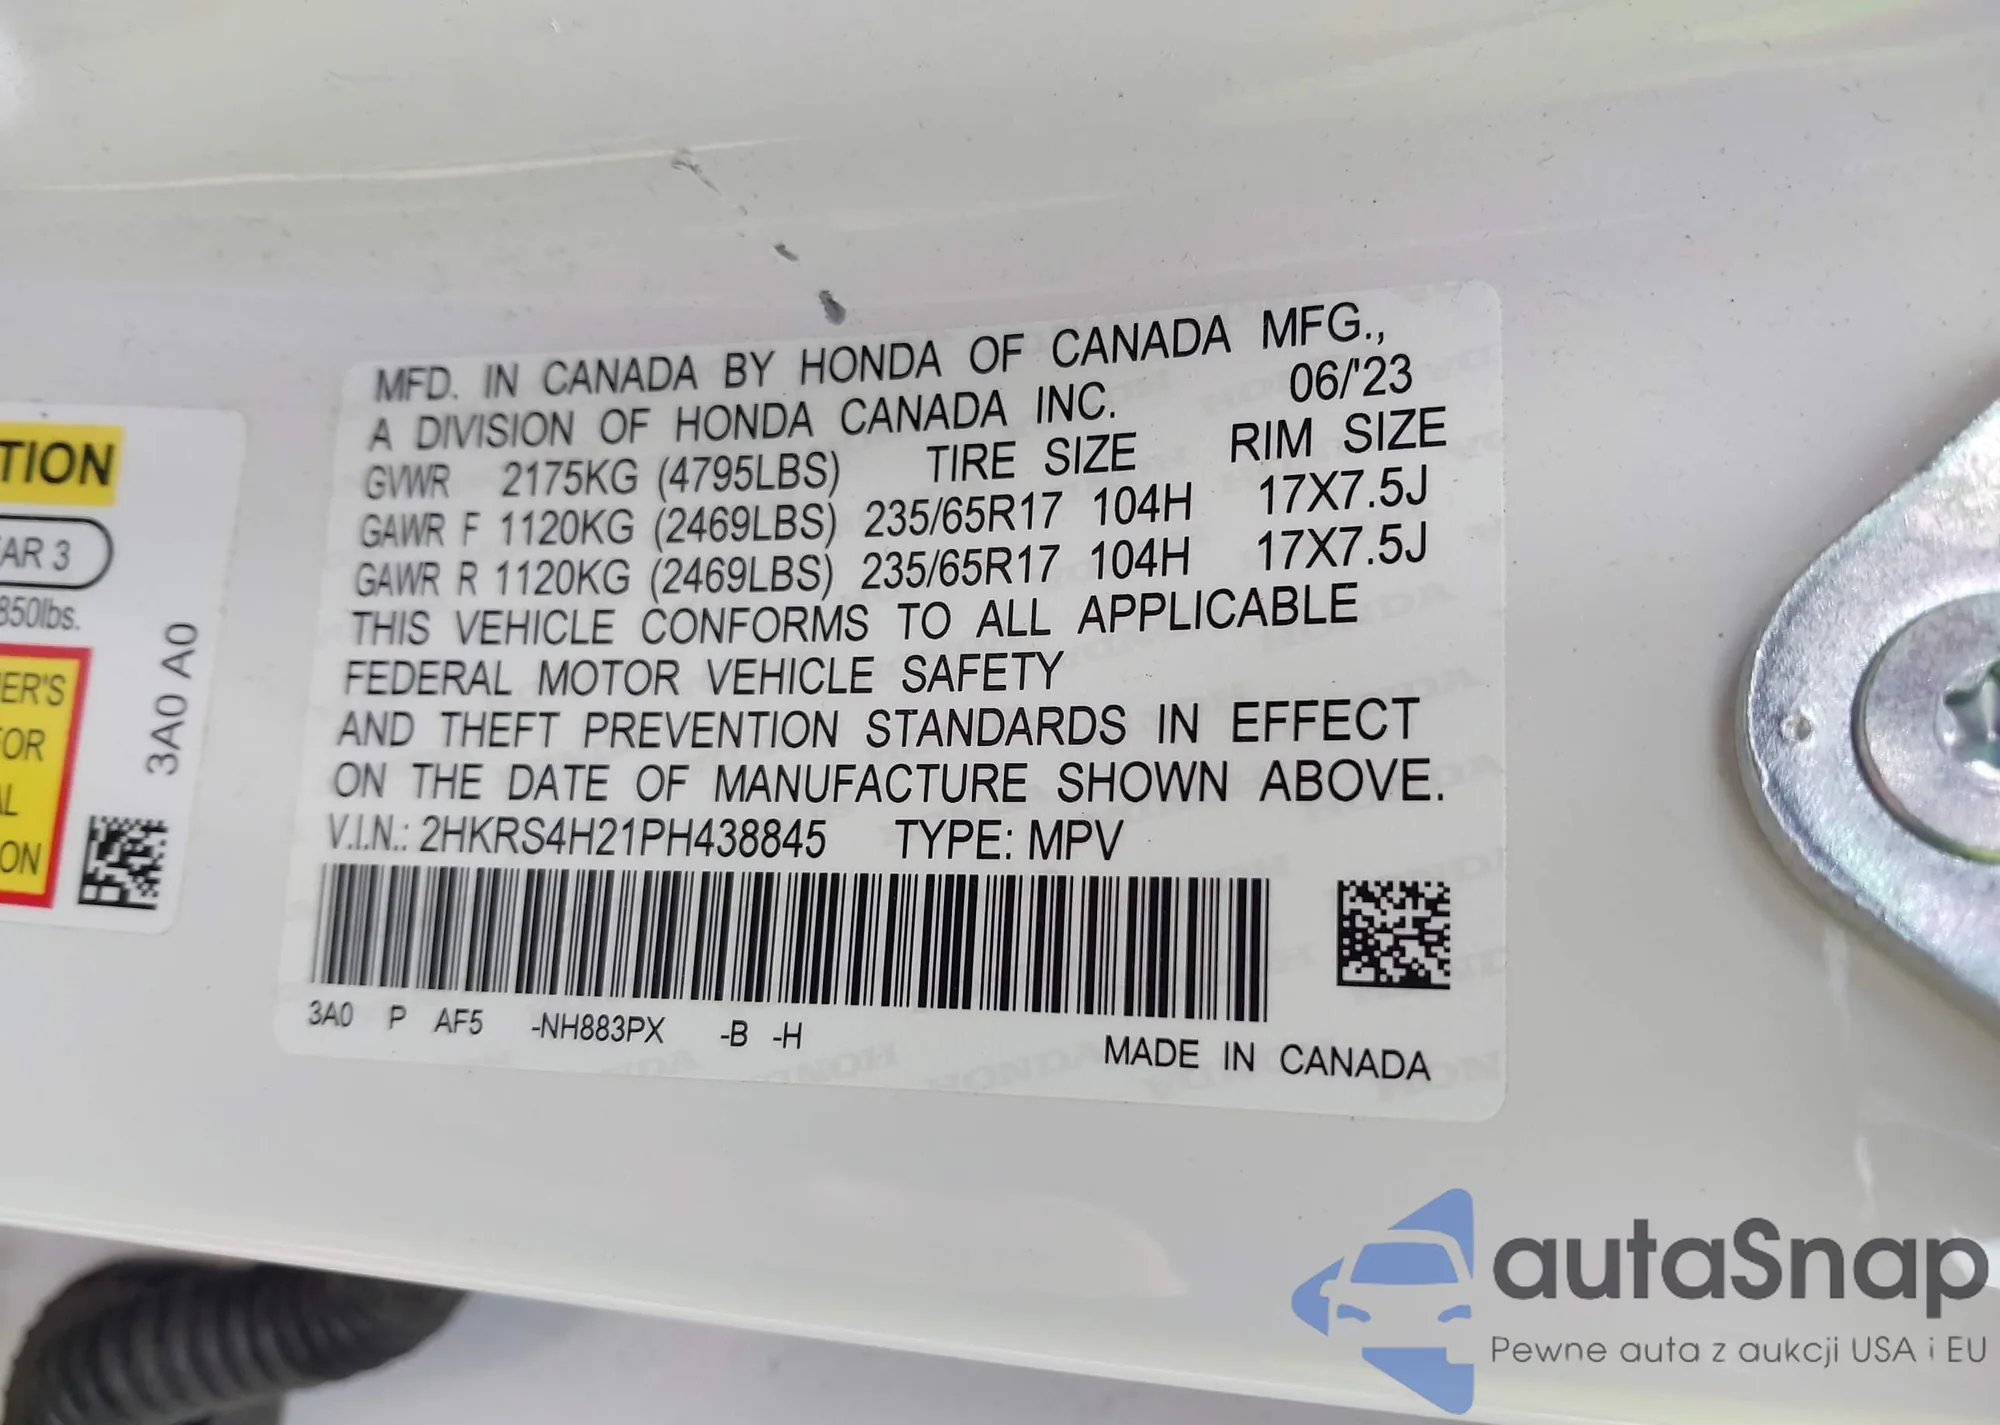 TION
AR 3
850lbs.
ER'S
FOR
AL
ON
3A0 A0
MFD. IN CANADA BY HONDA OF CANADA MFG.,
A DIVISION OF HONDA CANADA INC. 06/'23
GVWR 2175KG (4795LBS) TIRE SIZE RIM SIZE
GAWR F 1120KG (2469LBS) 235/65R17 104H 17X7.5J
GAWR R 1120KG (2469LBS) 235/65R17 104H 17X7.5J
THIS VEHICLE CONFORMS TO ALL APPLICABLE
FEDERAL MOTOR VEHICLE SAFETY
AND THEFT PREVENTION STANDARDS IN EFFECT
ON THE DATE OF MANUFACTURE SHOWN ABOVE.
V.I.N.: 2HKRS4H21PH438845 TYPE: MPV
3A0 P AF5 -NH883PX -B -H
MADE IN CANADA
autaSnap
Pewne auta z aukcji USA i EU